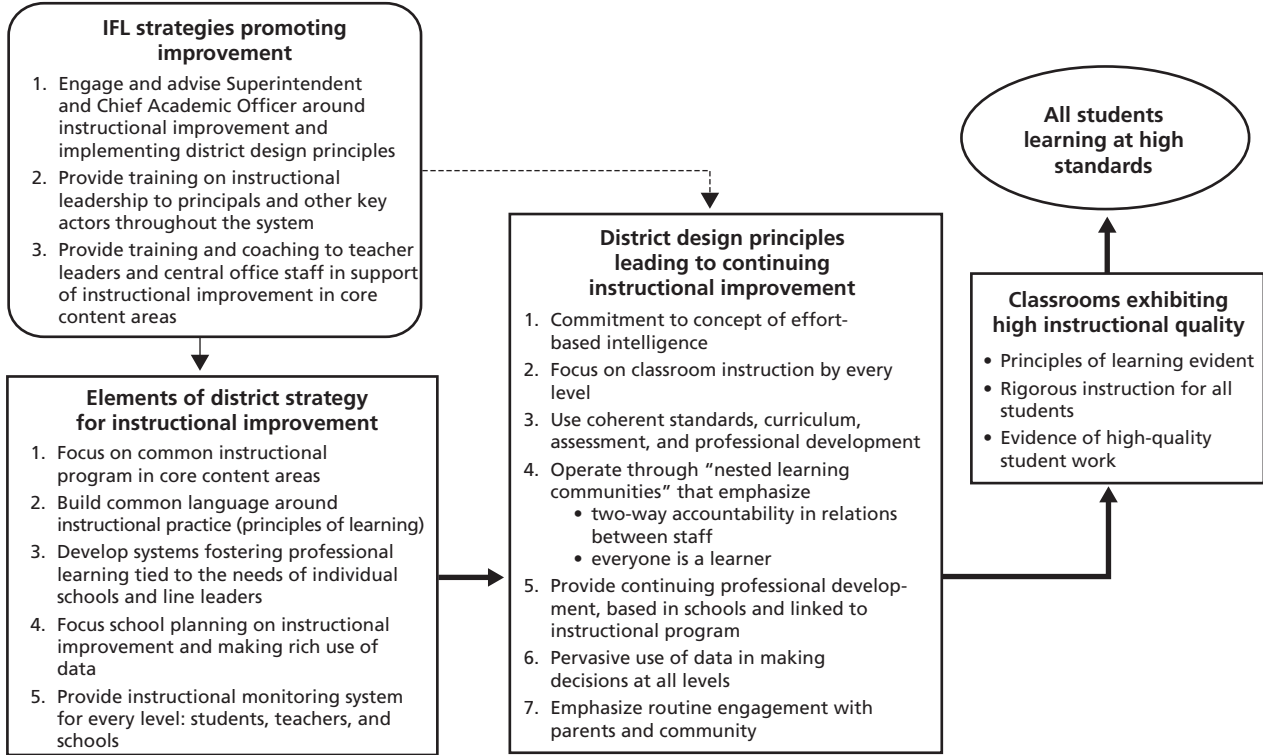 IFL strategies promoting
improvement
1. Engage and advise Superintendent
and Chief Academic Officer around
instructional improvement and
implementing district design principles
2. Provide training on instructional
leadership to principals and other key
actors throughout the system
3. Provide training and coaching to teacher
leaders and central office staff in support
of instructional improvement in core
content areas
Elements of district strategy
for instructional improvement
1. Focus on common instructional
program in core content areas
2. Build common language around
instructional practice (principles of learning)
3. Develop systems fostering professional
learning tied to the needs of individual
schools and line leaders
4. Focus school planning on instructional
improvement and making rich use of
data
5. Provide instructional monitoring system
for every level: students, teachers, and
schools
District design principles
leading to continuing
instructional improvement
1. Commitment to concept of effort-
based intelligence
2. Focus on classroom instruction by every
level
3. Use coherent standards, curriculum,
assessment, and professional development
4. Operate through “nested learning
communities” that emphasize
• two-way accountability in relations
between staff
• everyone is a learner
5. Provide continuing professional develop-
ment, based in schools and linked to
instructional program
6. Pervasive use of data in making
decisions at all levels
7. Emphasize routine engagement with
parents and community
All students
learning at high
standards
Classrooms exhibiting
high instructional quality
• Principles of learning evident
• Rigorous instruction for all
students
• Evidence of high-quality
student work